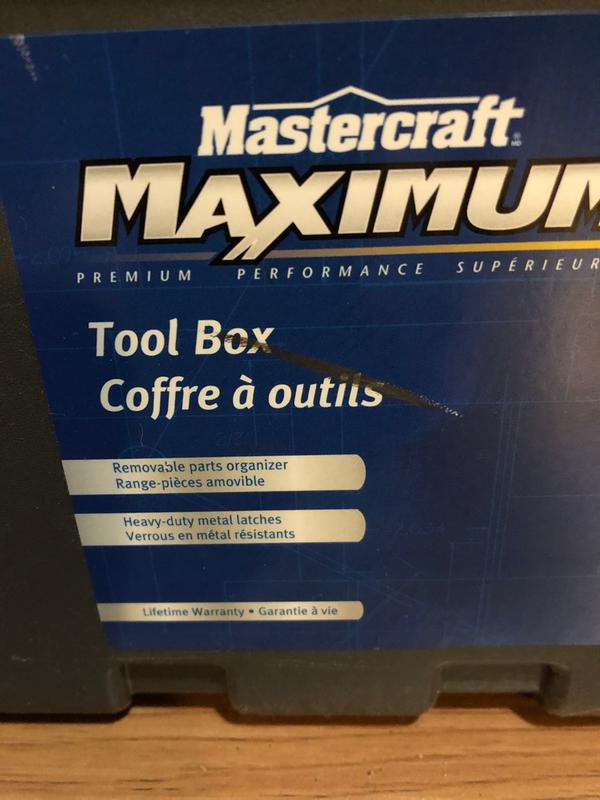 Mastercraft
MD
MAXIMUM
PREMIUM PERFORMANCE SUPÉRIEUR
Tool Box
Coffre à outils
Removable parts organizer
Range-pièces amovible
Heavy-duty metal latches
Verrous en métal résistants
Lifetime Warranty • Garantie à vie